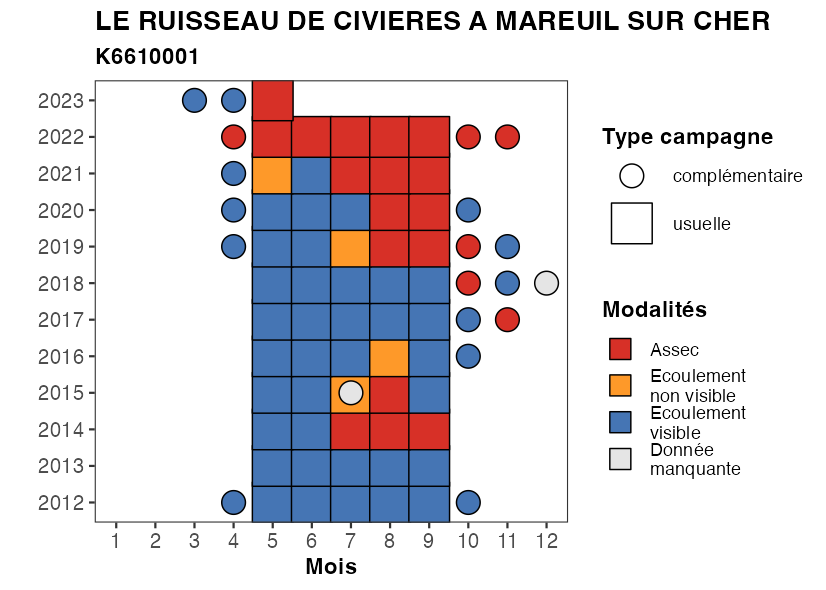 LE RUISSEAU DE CIVIERES A MAREUIL SUR CHER
K6610001
2023
2022
2021
2020
2019
2018
2017
2016
2015
2014
2013
2012
1 2 3 4 5 6 7 8 9 10 11 12
Mois
Type campagne
complémentaire
usuelle
Modalités
Assec
Ecoulement
non visible
Ecoulement
visible
Donnée
manquante